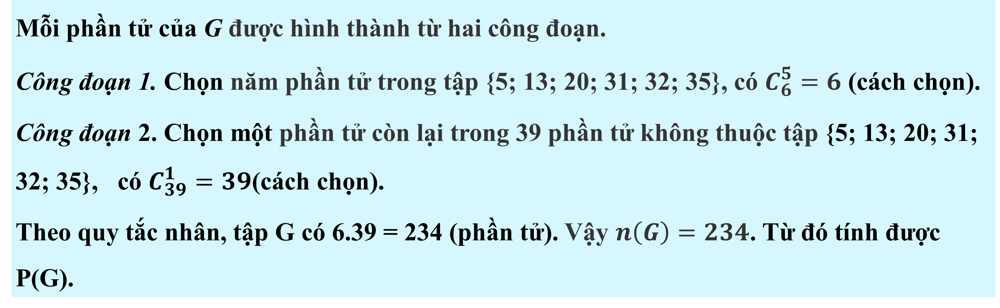 Mỗi phần tử của G được hình thành từ hai công đoạn.
Công đoạn 1. Chọn năm phần tử trong tập {5; 13; 20; 31; 32; 35}, có $C_6^5 = 6$ (cách chọn).
Công đoạn 2. Chọn một phần tử còn lại trong 39 phần tử không thuộc tập {5; 13; 20; 31;
32; 35}, có $C_{39}^1 = 39$(cách chọn).
Theo quy tắc nhân, tập G có 6.39 = 234 (phần tử). Vậy $n(G) = 234$. Từ đó tính được
P(G).